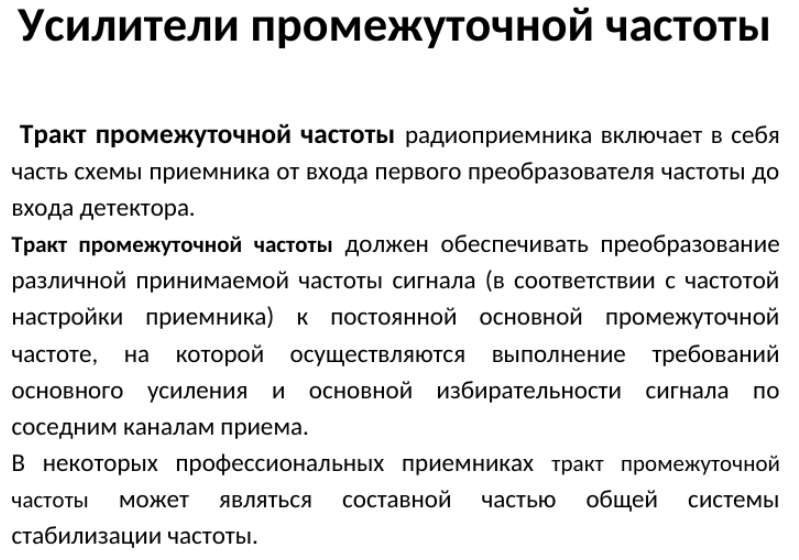 Усилители промежуточной частоты
Тракт промежуточной частоты радиоприемника включает в себя
часть схемы приемника от входа первого преобразователя частоты до
входа детектора.
Тракт промежуточной частоты должен обеспечивать преобразование
различной принимаемой частоты сигнала (в соответствии с частотой
настройки приемника) к постоянной основной промежуточной
частоте, на которой осуществляются выполнение требований
основного усиления и основной избирательности сигнала по
соседним каналам приема.
В некоторых профессиональных приемниках тракт промежуточной
частоты может являться составной частью общей системы
стабилизации частоты.